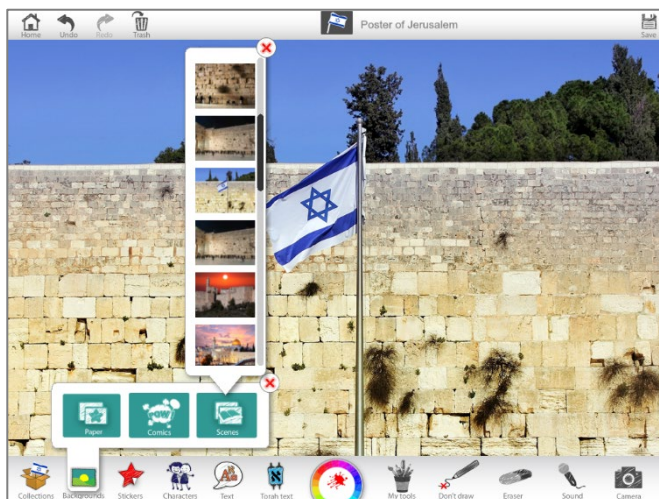 Home Undo Redo Trash Poster of Jerusalem Save
Paper Comics Scenes
Collections Backgrounds Stickers Characters Text Torah text My tools Don't draw Eraser Sound Camera